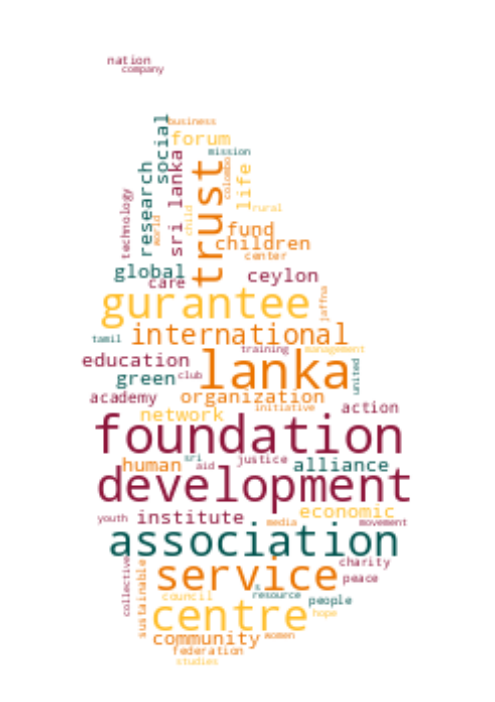 nation
company
business
social
forum
mission
trust
colombo
sri lanka
research
life
child
technology
world
rural
fund
children
center
global
care
ceylon
gurantee
jaffna
international
tamil
training
management
education
lanka
united
green
club
academy
organization
initiative
action
network
foundation
sri
human
aid
justice
alliance
development
economic
youth
institute
media
movement
association
charity
service
peace
collective
sustainable
s
council
resource
people
centre
hope
community
women
federation
studies